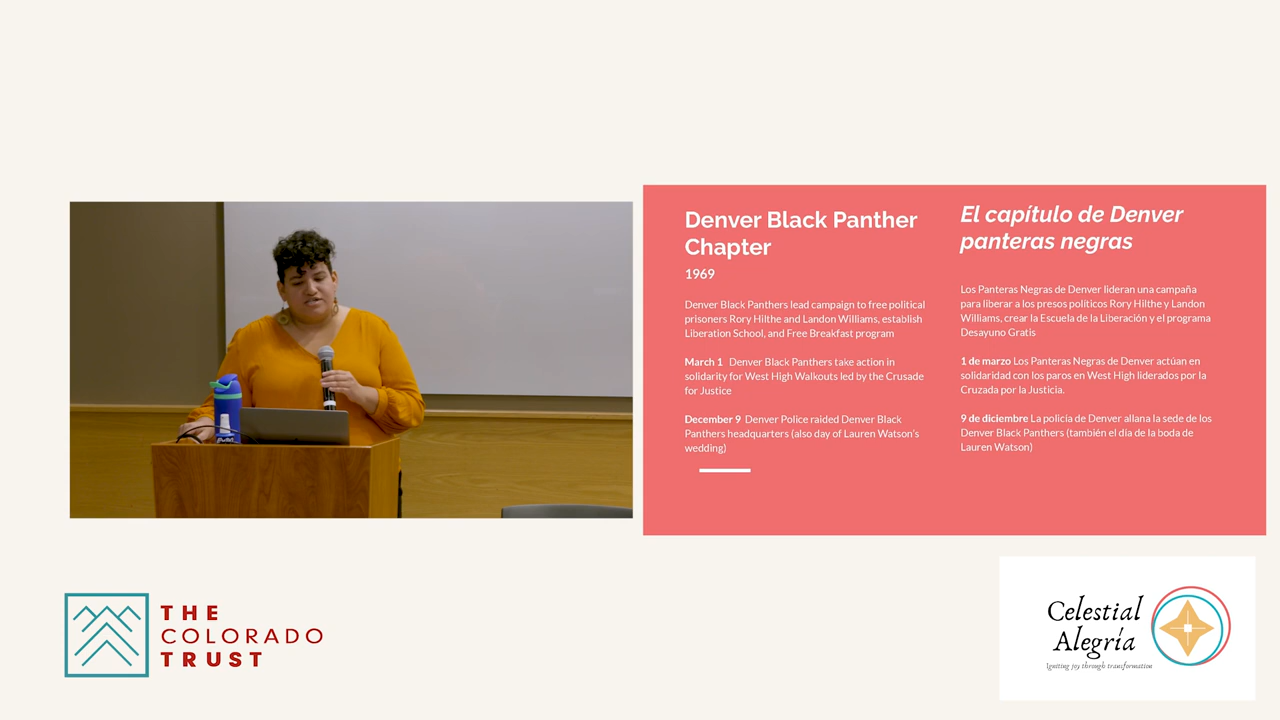 Denver Black Panther
Chapter
1969
Denver Black Panthers lead campaign to free political
prisoners Rory Hilthe and Landon Williams, establish
Liberation School, and Free Breakfast program
March 1 Denver Black Panthers take action in
solidarity for West High Walkouts led by the Crusade
for Justice
December 9 Denver Police raided Denver Black
Panthers headquarters (also day of Lauren Watson's
wedding)
El capítulo de Denver
panteras negras
Los Panteras Negras de Denver lideran una campaña
para liberar a los presos políticos Rory Hilthe y Landon
Williams, crear la Escuela de la Liberación y el programa
Desayuno Gratis
1 de marzo Los Panteras Negras de Denver actúan en
solidaridad con los paros en West High liderados por la
Cruzada por la Justicia.
9 de diciembre La policía de Denver allana la sede de los
Denver Black Panthers (también el día de la boda de
Lauren Watson)
THE
COLORADO
TRUST
Celestial
Alegría
Igniting joy through transformation